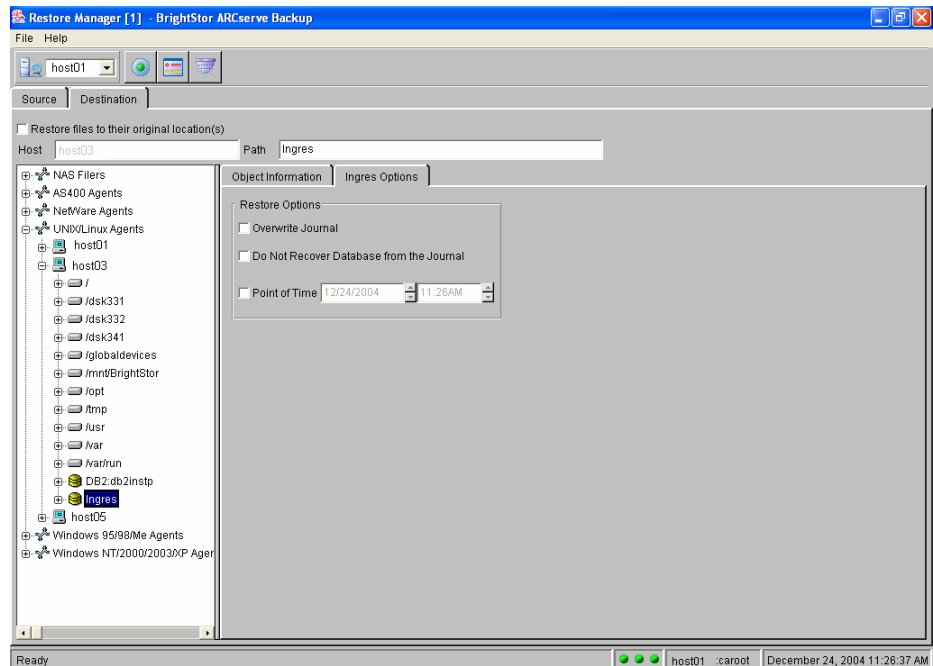 Restore Manager [1] - BrightStor ARCserve Backup
File Help
host01
Source Destination
Restore files to their original location(s)
Host host03 Path Ingres
NAS Filers
AS400 Agents
NetWare Agents
UNIX/Linux Agents
host01
host03
/
/dsk331
/dsk332
/dsk341
/globaldevices
/mnt/BrightStor
/opt
/tmp
/usr
/var
/var/run
DB2:db2instp
Ingres
host05
Windows 95/98/Me Agents
Windows NT/2000/2003/XP Ager
Object Information Ingres Options
Restore Options
Overwrite Journal
Do Not Recover Database from the Journal
Point of Time 12/24/2004 11:26AM
Ready host01 :caroot December 24, 2004 11:26:37 AM